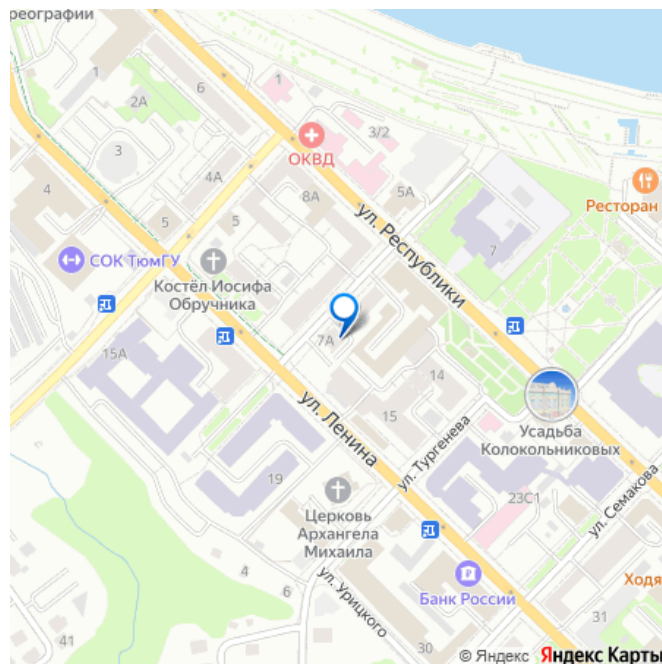 реографии
1
6
2А
3
4А
4
5
1
ОКВД
3/2
5А
8А
5
ул. Республики
7
Ресторан
СОК ТюмГУ
Костёл Иосифа
Обручника
7А
15А
14
15
ул. Ленина
ул. Тургенева
Усадьба
Колокольниковых
19
23С1
ул. Семакова
Церковь
Архангела
Михаила
4
6
ул. Урицкого
Банк России
Ходя
31
30
41
© Яндекс Яндекс Карты